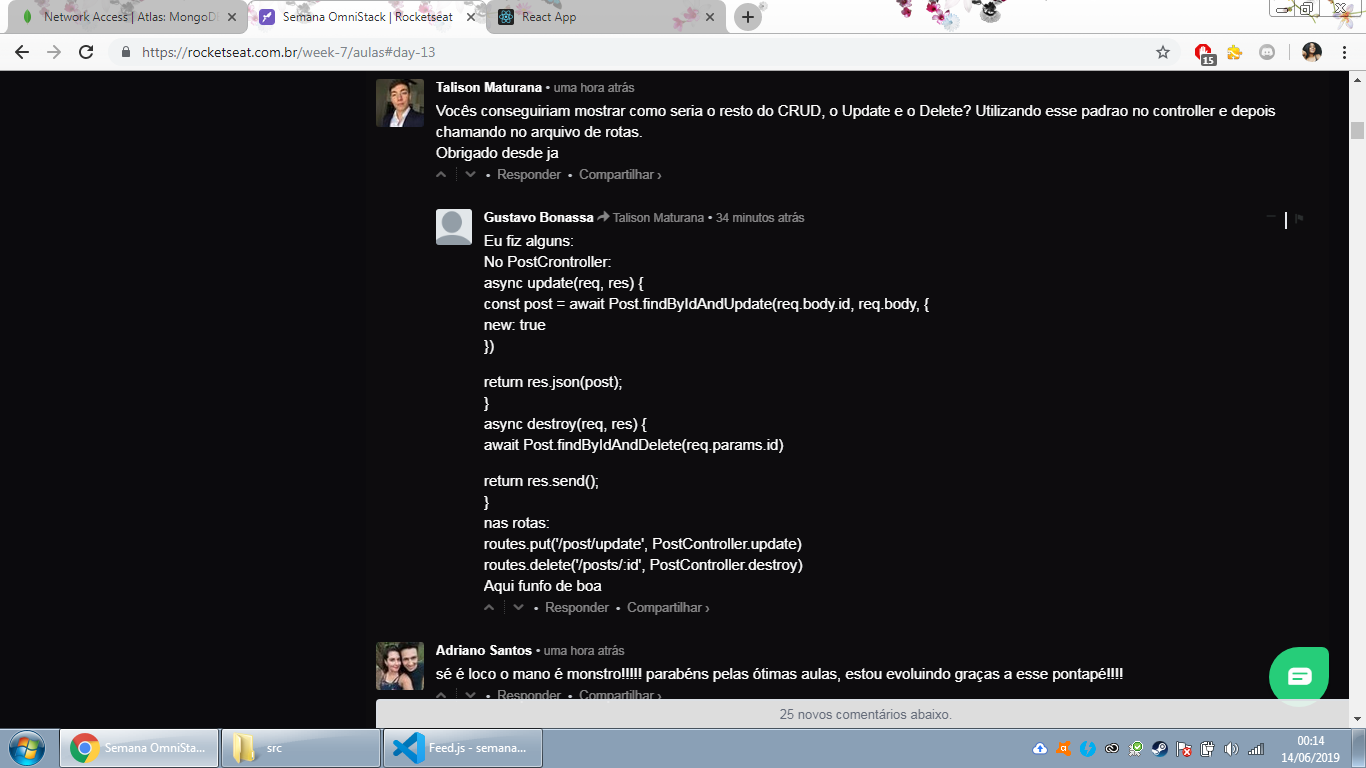 Network Access | Atlas: MongoD
Semana OmniStack | Rocketseat
React App
https://rocketseat.com.br/week-7/aulas#day-13
15
Talison Maturana • uma hora atrás
Vocês conseguiriam mostrar como seria o resto do CRUD, o Update e o Delete? Utilizando esse padrao no controller e depois
chamando no arquivo de rotas.
Obrigado desde ja
• Responder • Compartilhar ›
Gustavo Bonassa Talison Maturana • 34 minutos atrás
Eu fiz alguns:
No PostCrontroller:
async update(req, res) {
const post = await Post.findByIdAndUpdate(req.body.id, req.body, {
new: true
})
return res.json(post);
}
async destroy(req, res) {
await Post.findByIdAndDelete(req.params.id)
return res.send();
}
nas rotas:
routes.put('/post/update', PostController.update)
routes.delete('/posts/:id', PostController.destroy)
Aqui funfo de boa
• Responder • Compartilhar ›
Adriano Santos • uma hora atrás
sé é loco o mano é monstro!!!!! parabéns pelas ótimas aulas, estou evoluindo graças a esse pontapé!!!!
• Responder • Compartilhar ›
25 novos comentários abaixo.
Semana OmniSta...
src
Feed.js - semana...
00:14
14/06/2019